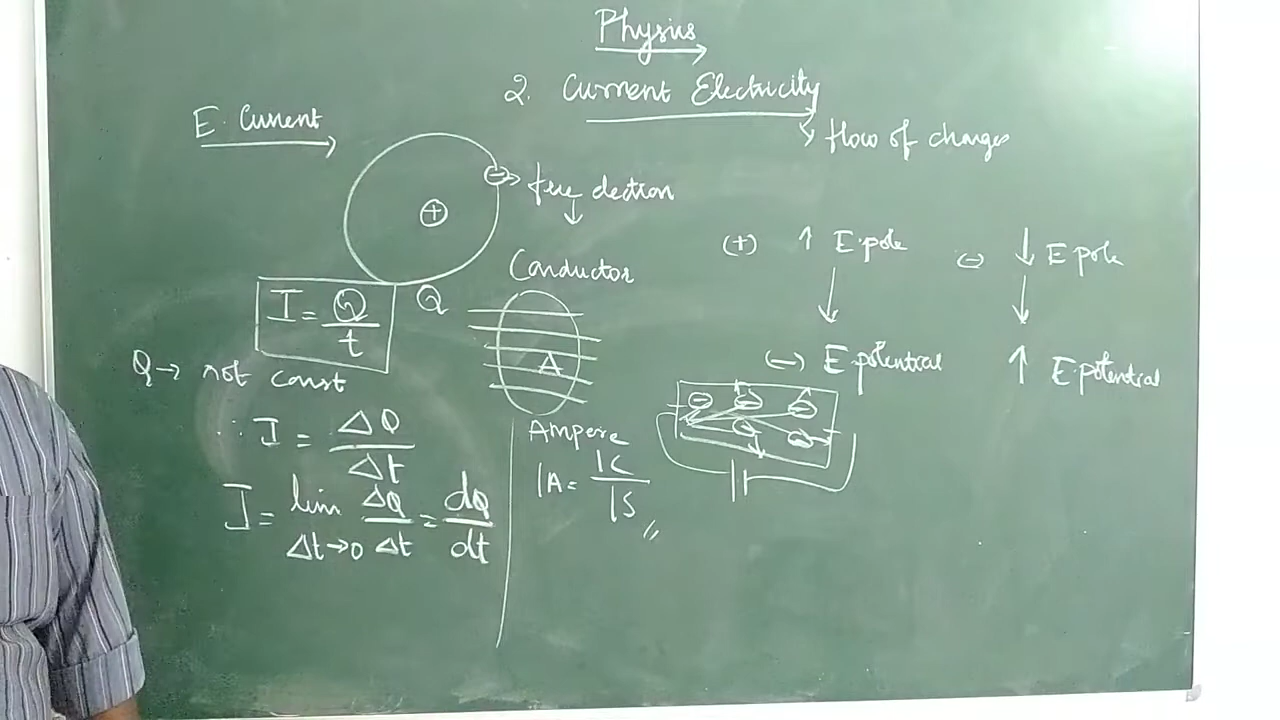 Physics
2. Current Electricity
↳ flow of charges
E. Current
⊖→ free electron
↓
⊕
Conductor
I = Q/t
Q
A
Q → not const
∴ I = ΔQ/Δt
I = lim Δt→0 ΔQ/Δt = dQ/dt
Ampere
1A = 1C/1S //
(+) ↑ E.pole
↓
(-) E.potential
(-) ↓ E pole
↓
↑ E.potential